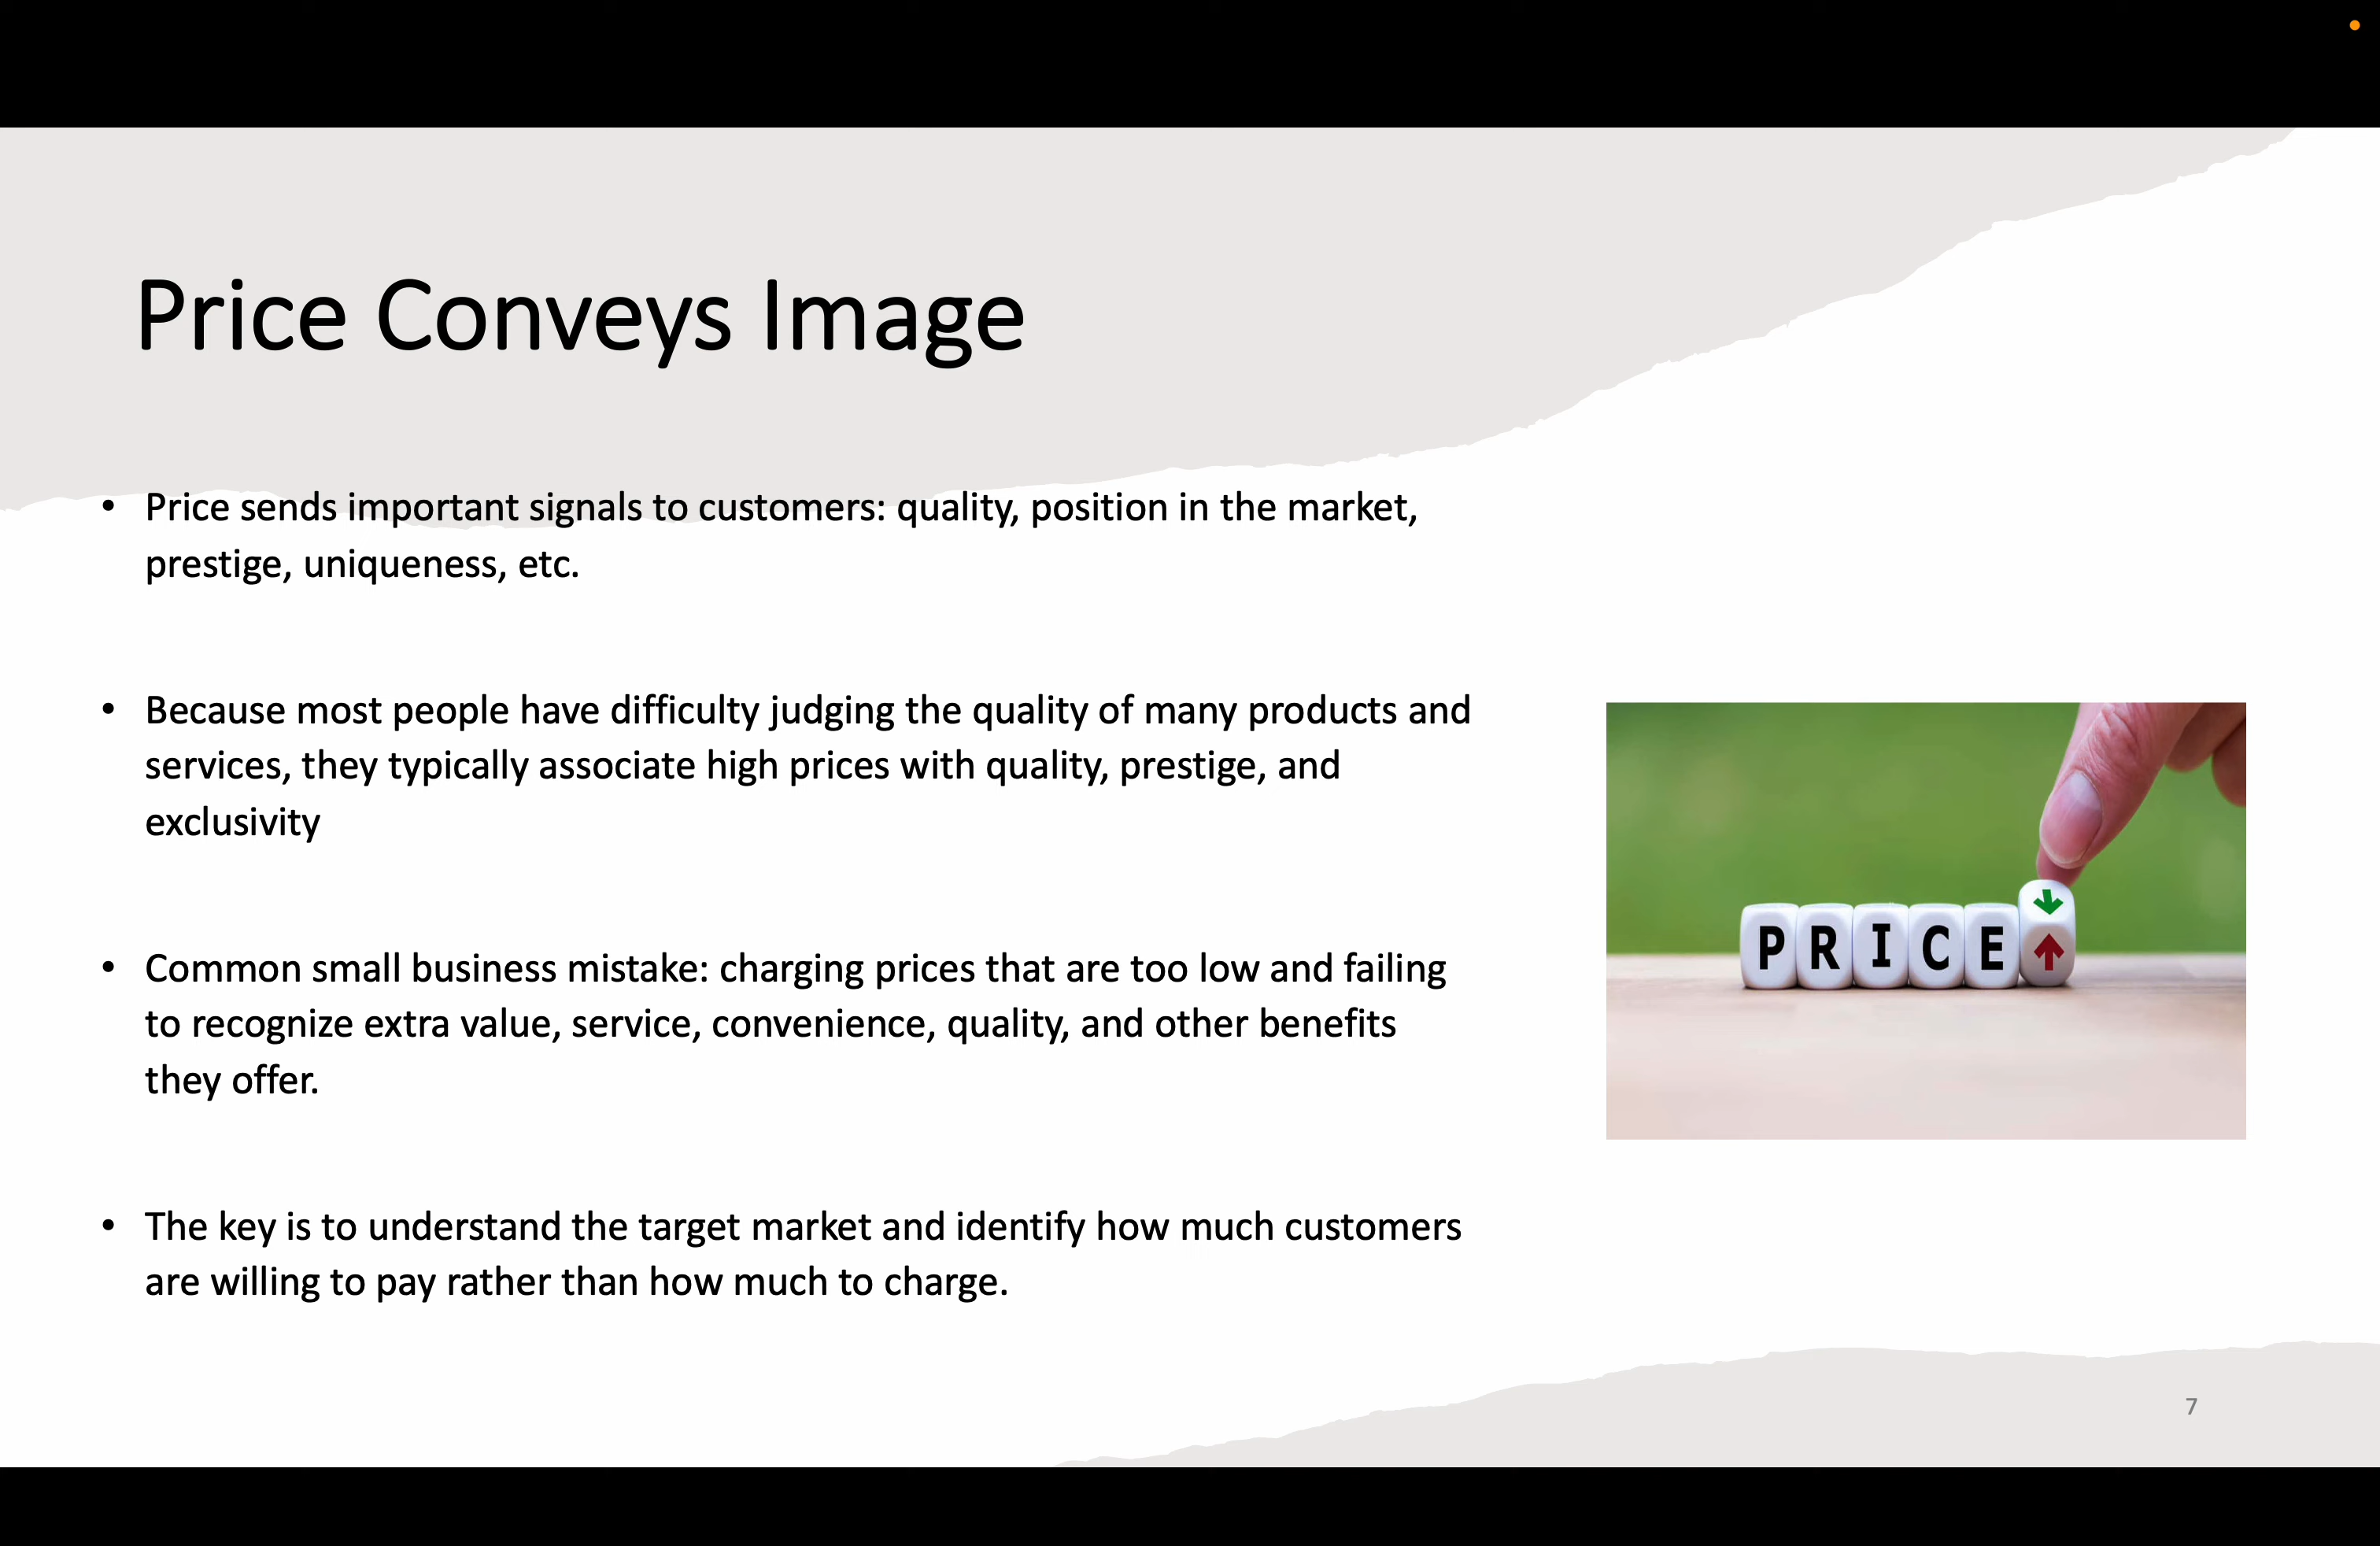 Price Conveys Image
• Price sends important signals to customers: quality, position in the market,
prestige, uniqueness, etc.
• Because most people have difficulty judging the quality of many products and
services, they typically associate high prices with quality, prestige, and
exclusivity
• Common small business mistake: charging prices that are too low and failing
to recognize extra value, service, convenience, quality, and other benefits
they offer.
• The key is to understand the target market and identify how much customers
are willing to pay rather than how much to charge.
PRICE
7